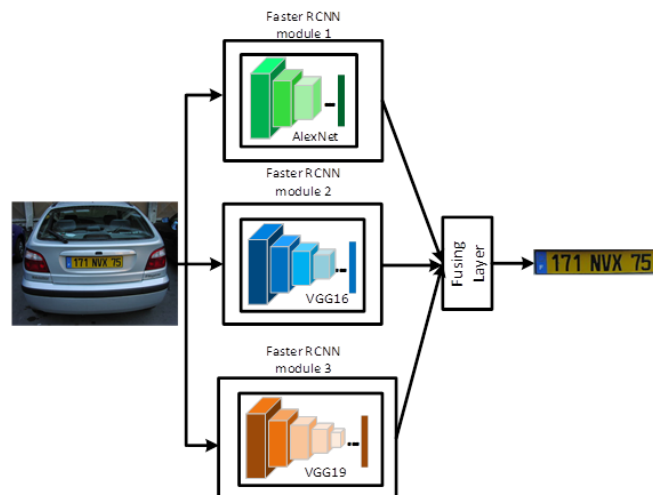 Faster RCNN
module 1
AlexNet
Faster RCNN
module 2
VGG16
171 NVX 75
Fusing
Layer
171 NVX 75
Faster RCNN
module 3
VGG19